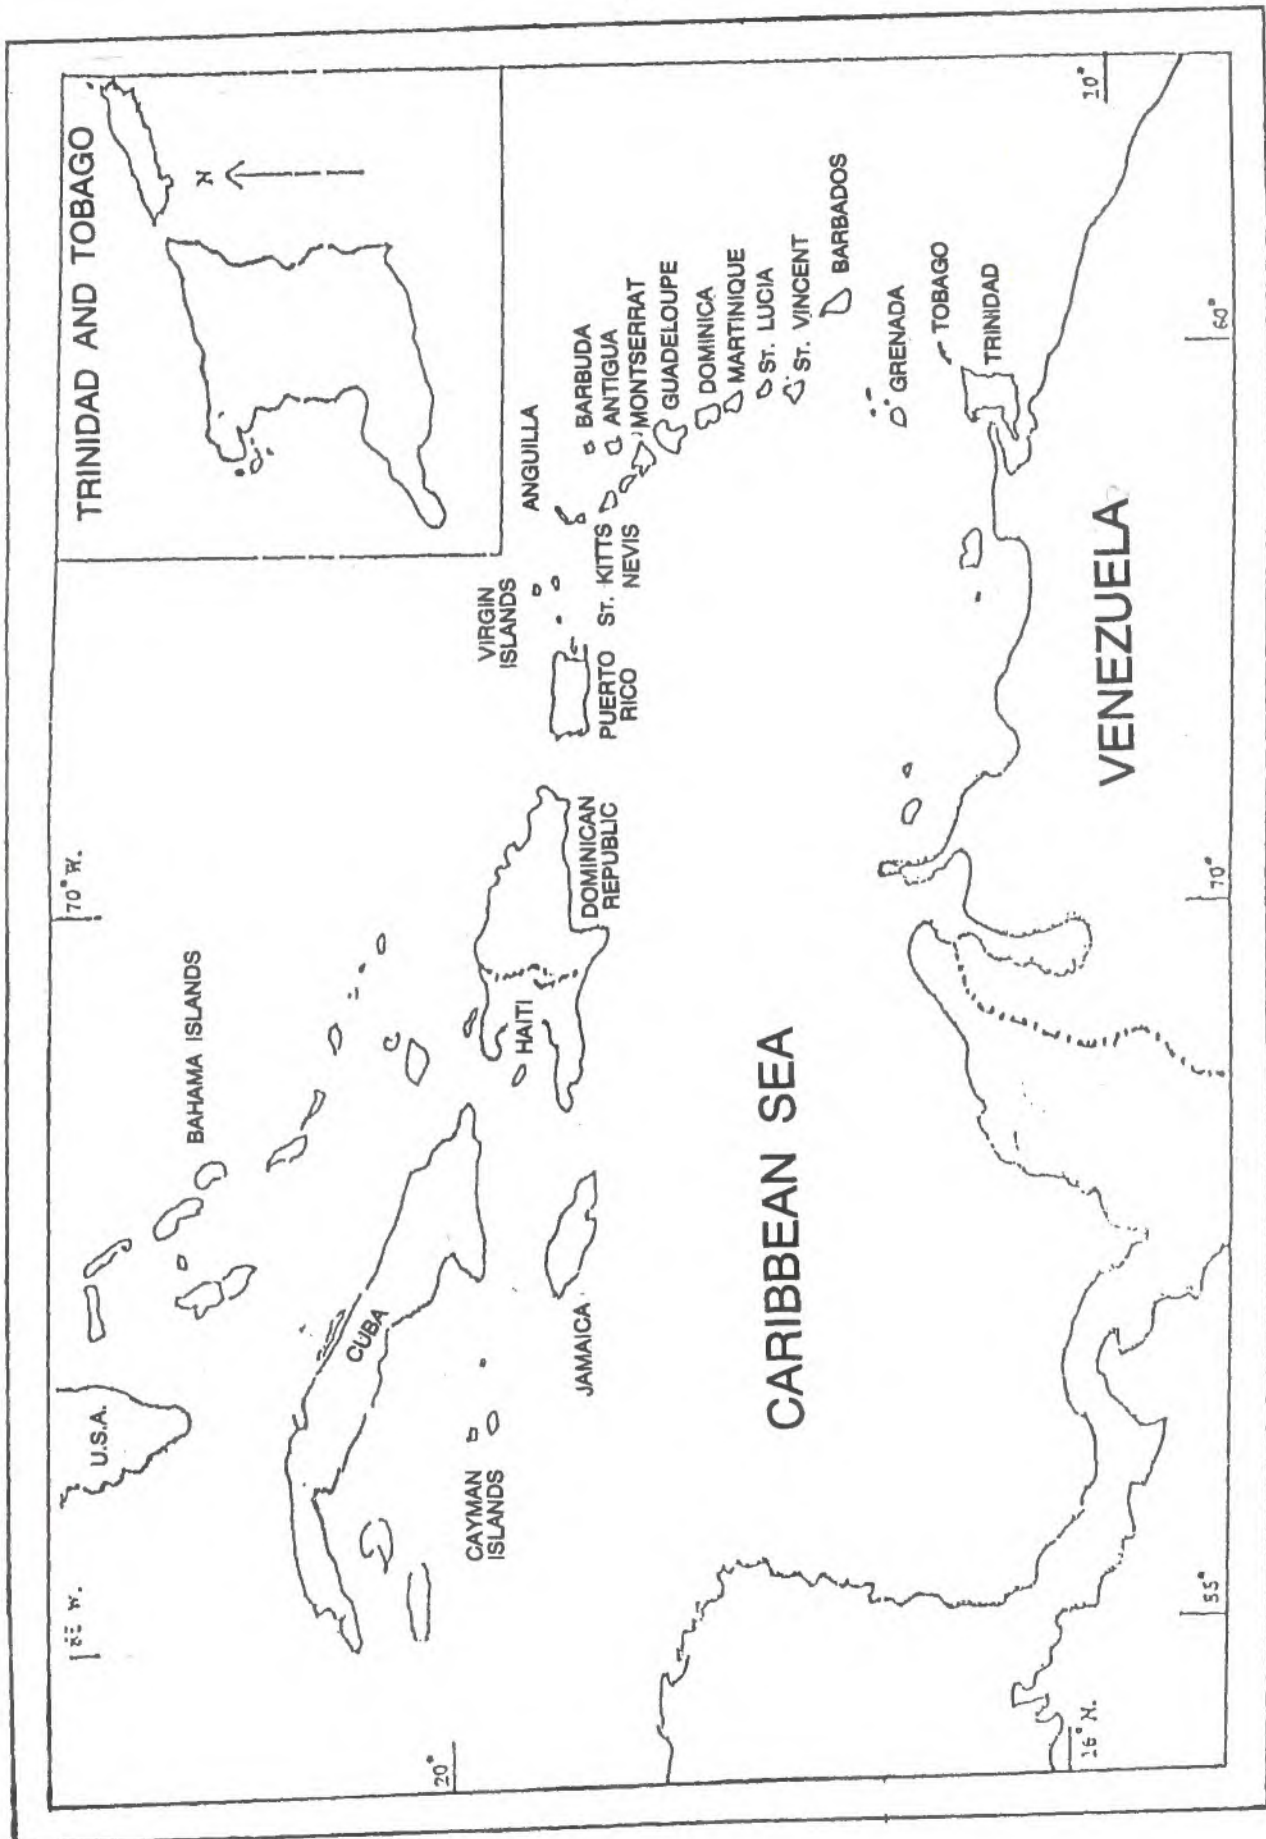 TRINIDAD AND TOBAGO
N
70° W.
BAHAMA ISLANDS
U.S.A.
CUBA
HAITI
DOMINICAN
REPUBLIC
PUERTO
RICO
VIRGIN
ISLANDS
ANGUILLA
ST. KITTS
NEVIS
BARBUDA
ANTIGUA
MONTSERRAT
GUADELOUPE
DOMINICA
MARTINIQUE
ST. LUCIA
ST. VINCENT
BARBADOS
GRENADA
TOBAGO
TRINIDAD
CAYMAN
ISLANDS
JAMAICA
CARIBBEAN SEA
VENEZUELA
20°
10°
16° N.
55°
70°
60°